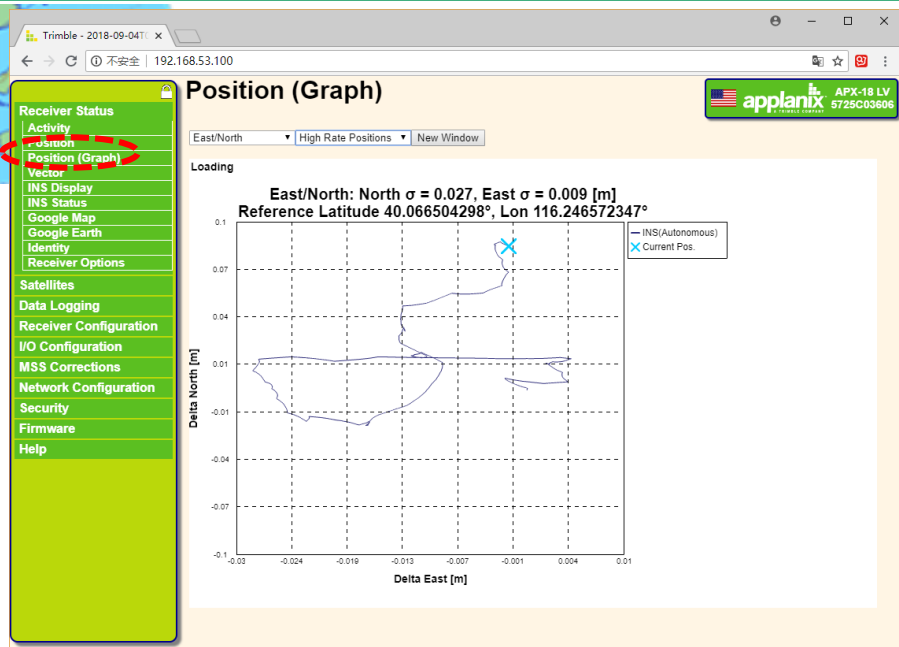 Trimble - 2018-09-04T
不安全 192.168.53.100
Position (Graph)
applanix
A TRIMBLE COMPANY
APX-18 LV
5725C03606
Receiver Status
Activity
Position
Position (Graph)
Vector
INS Display
INS Status
Google Map
Google Earth
Identity
Receiver Options
Satellites
Data Logging
Receiver Configuration
I/O Configuration
MSS Corrections
Network Configuration
Security
Firmware
Help
East/North High Rate Positions New Window
Loading
East/North: North σ = 0.027, East σ = 0.009 [m]
Reference Latitude 40.066504298°, Lon 116.246572347°
INS(Autonomous)
Current Pos.
0.1
0.07
0.04
0.01
-0.01
-0.04
-0.07
-0.1
Delta North [m]
-0.03 -0.024 -0.019 -0.013 -0.007 -0.001 0.004 0.01
Delta East [m]